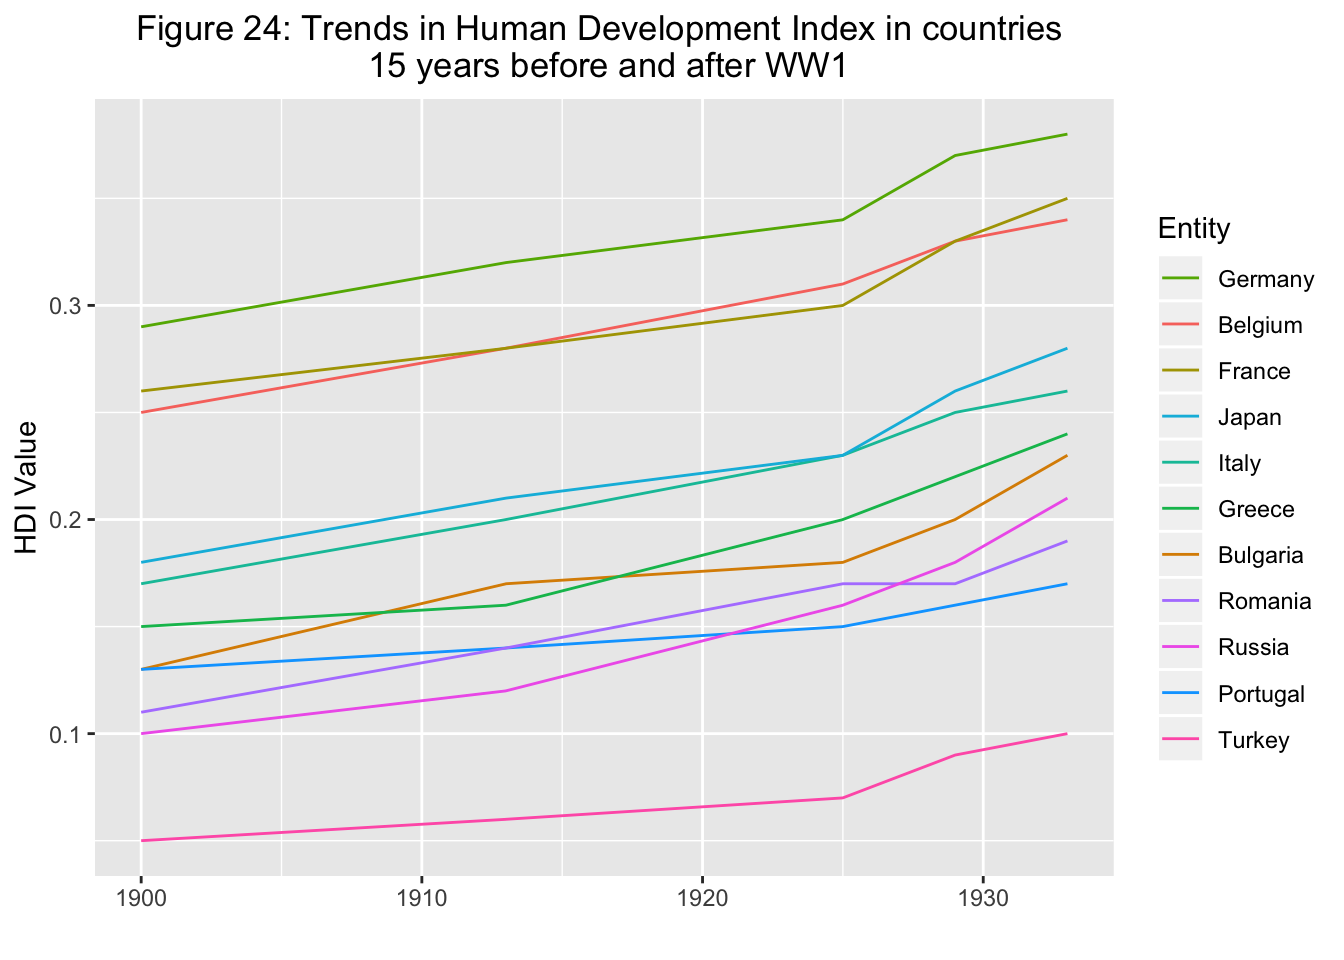 Figure 24: Trends in Human Development Index in countries
15 years before and after WW1
HDI Value
0.3
0.2
0.1
1900
1910
1920
1930
Entity
Germany
Belgium
France
Japan
Italy
Greece
Bulgaria
Romania
Russia
Portugal
Turkey